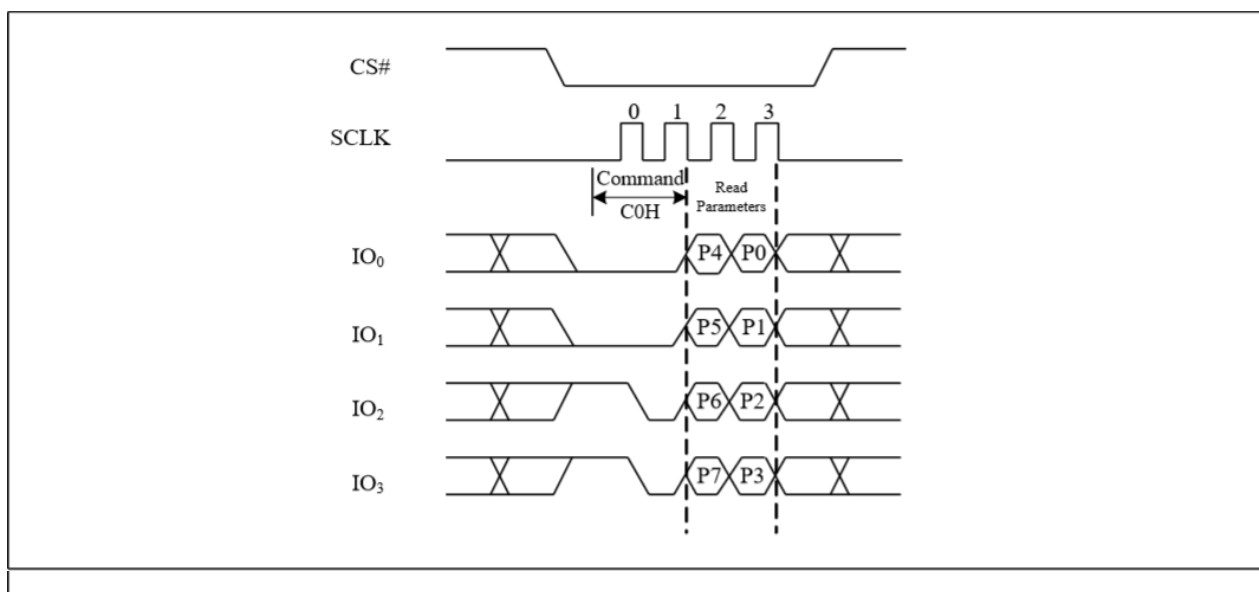 CS#
0 1 2 3
SCLK
Command
C0H
Read
Parameters
IO₀ P4 P0
IO₁ P5 P1
IO₂ P6 P2
IO₃ P7 P3